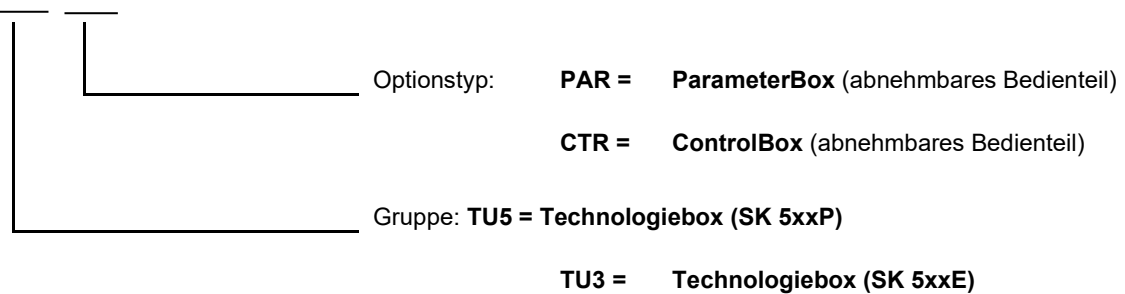 Optionstyp: PAR = ParameterBox (abnehmbares Bedienteil)
CTR = ControlBox (abnehmbares Bedienteil)
Gruppe: TU5 = Technologiebox (SK 5xxP)
TU3 = Technologiebox (SK 5xxE)